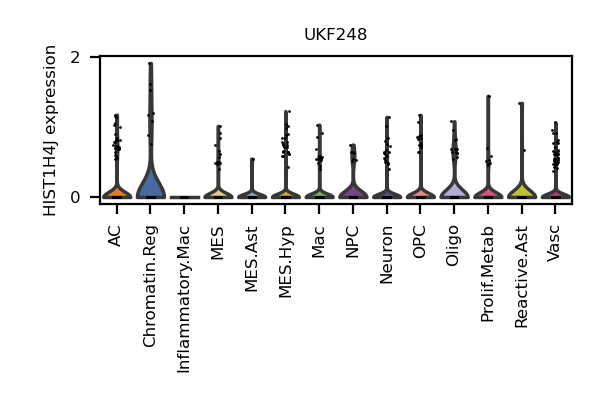 UKF248
HIST1H4J expression
2
0
AC
Chromatin.Reg
Inflammatory.Mac
MES
MES.Ast
MES.Hyp
Mac
NPC
Neuron
OPC
Oligo
Prolif.Metab
Reactive.Ast
Vasc